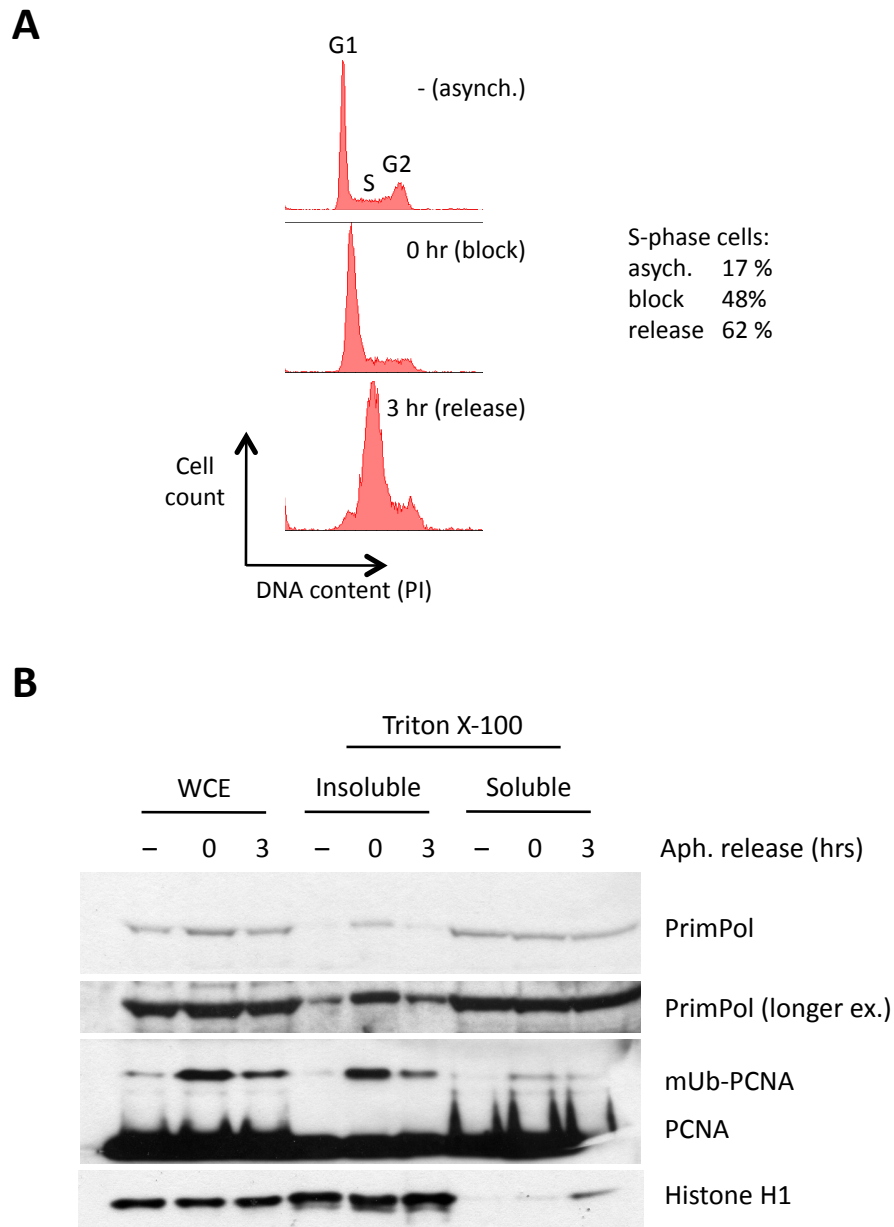 A
G1
- (asynch.)
S
G2
0 hr (block)
S-phase cells:
asych. 17 %
block 48%
release 62 %
3 hr (release)
Cell
count
DNA content (PI)
B
Triton X-100
WCE Insoluble Soluble
– 0 3 – 0 3 – 0 3 Aph. release (hrs)
PrimPol
PrimPol (longer ex.)
mUb-PCNA
PCNA
Histone H1